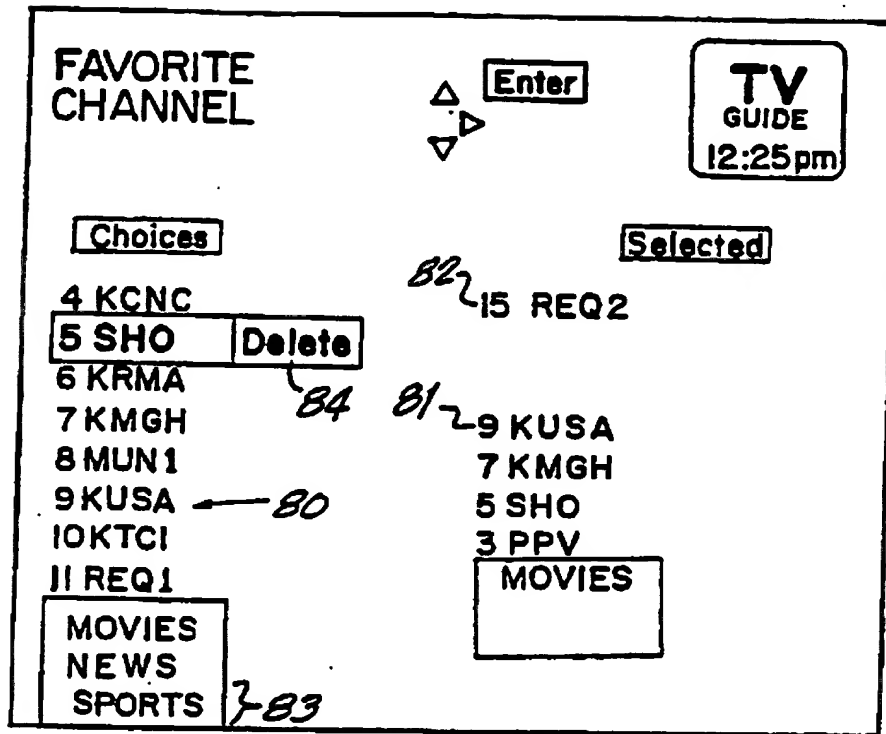 FAVORITE
CHANNEL
Enter
TV
GUIDE
12:25pm
Choices
Selected
4 KCNC
5 SHO Delete
6 KRMA
7 KMGH
8 MUN1
9 KUSA
10 KTCI
11 REQ1
MOVIES
NEWS
SPORTS
82
15 REQ2
84
81
9 KUSA
7 KMGH
5 SHO
3 PPV
MOVIES
80
83